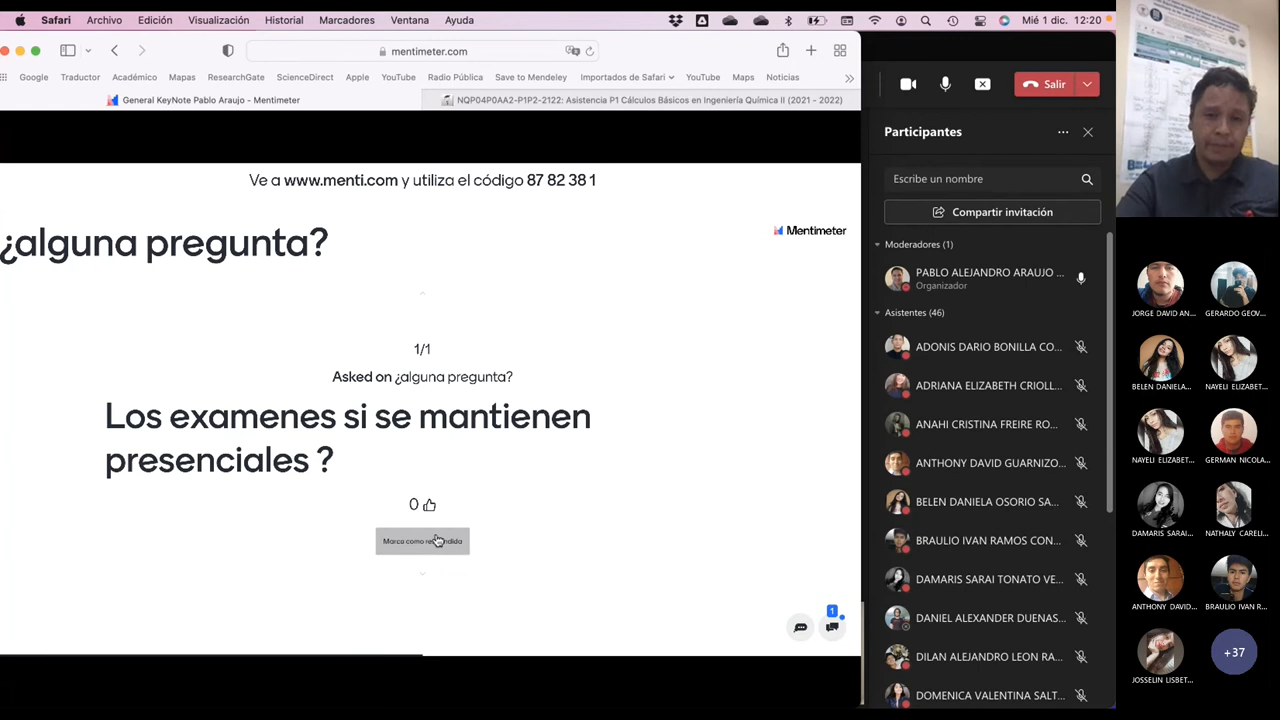 Safari Archivo Edición Visualización Historial Marcadores Ventana Ayuda
Mié 1 dic. 12:20
mentimeter.com
Google Traductor Académico Mapas ResearchGate ScienceDirect Apple YouTube Radio Pública Save to Mendeley Importados de Safari YouTube Maps Noticias
General KeyNote Pablo Araujo - Mentimeter
NQP04P0AA2-P1P2-2122: Asistencia P1 Cálculos Básicos en Ingeniería Química II (2021 - 2022)
Ve a www.menti.com y utiliza el código 87 82 38 1
¿alguna pregunta?
Mentimeter
1/1
Asked on ¿alguna pregunta?
Los examenes si se mantienen
presenciales ?
0
Marca como
1
Salir
Participantes
Escribe un nombre
Compartir invitación
Moderadores (1)
PABLO ALEJANDRO ARAUJO ...
Organizador
Asistentes (46)
ADONIS DARIO BONILLA CO...
ADRIANA ELIZABETH CRIOLL...
ANAHI CRISTINA FREIRE RO...
ANTHONY DAVID GUARNIZO...
BELEN DANIELA OSORIO SA...
BRAULIO IVAN RAMOS CON...
DAMARIS SARAI TONATO VE...
DANIEL ALEXANDER DUENAS...
DILAN ALEJANDRO LEON RA...
DOMENICA VALENTINA SALT...
JORGE DAVID AN...
GERARDO GEOV...
BELEN DANIELA...
NAYELI ELIZABET...
NAYELI ELIZABET...
GERMAN NICOLA...
DAMARIS SARAI...
NATHALY CARELI...
ANTHONY DAVID...
BRAULIO IVAN R...
JOSSELIN LISBET...
+37